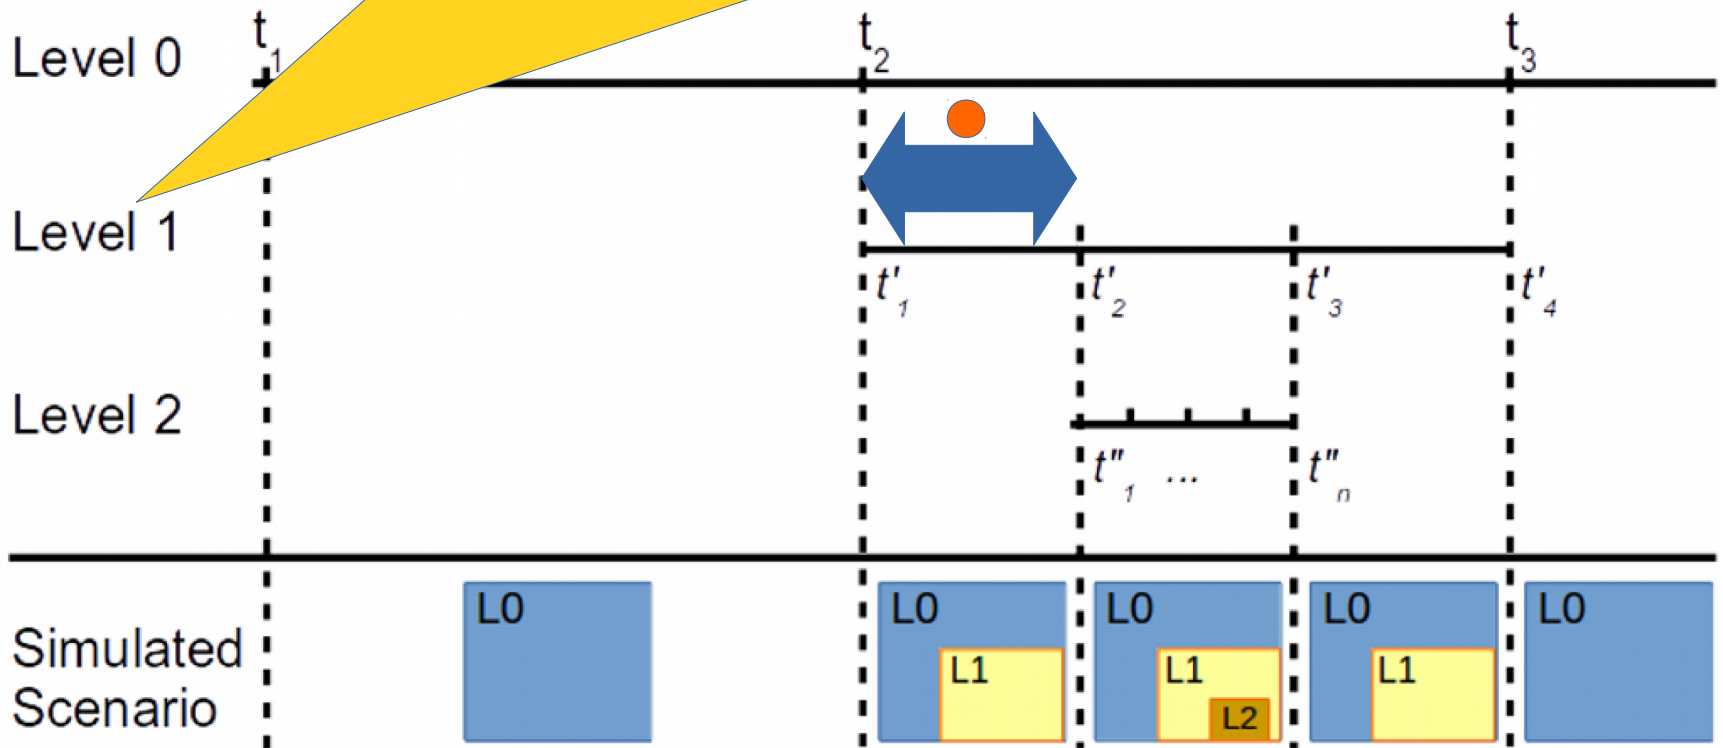 Level 0 t1 t2 t3
Level 1
t'1 t'2 t'3 t'4
Level 2
t"1 ... t"n
L0 L0 L0 L0 L0
Simulated L1 L1 L1
Scenario L2